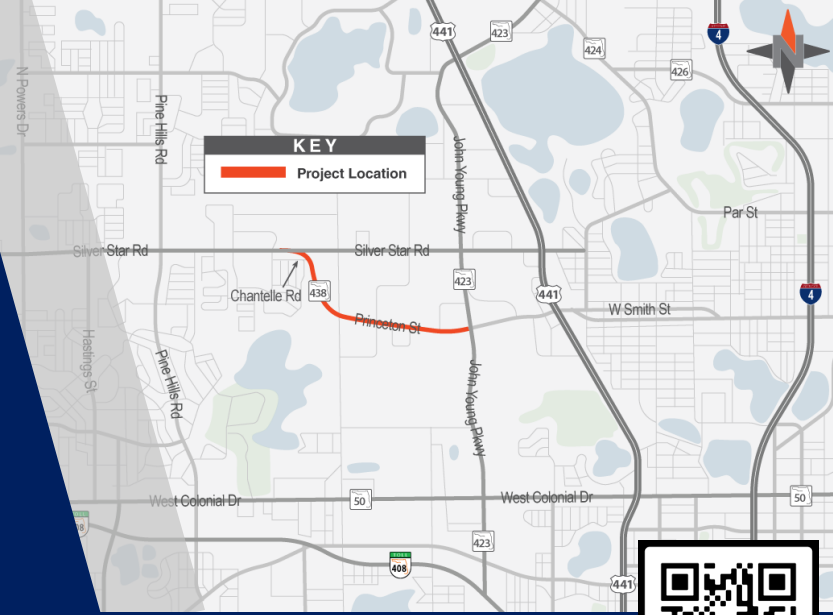 441
423
424
4
426
N Powers Dr
Pine Hills Rd
KEY
Project Location
John Young Pkwy
Par St
Silver Star Rd
Silver Star Rd
Chantelle Rd
438
423
441
4
W Smith St
Princeton St
Hastings St
Pine Hills Rd
John Young Pkwy
West Colonial Dr
50
West Colonial Dr
50
423
408
441